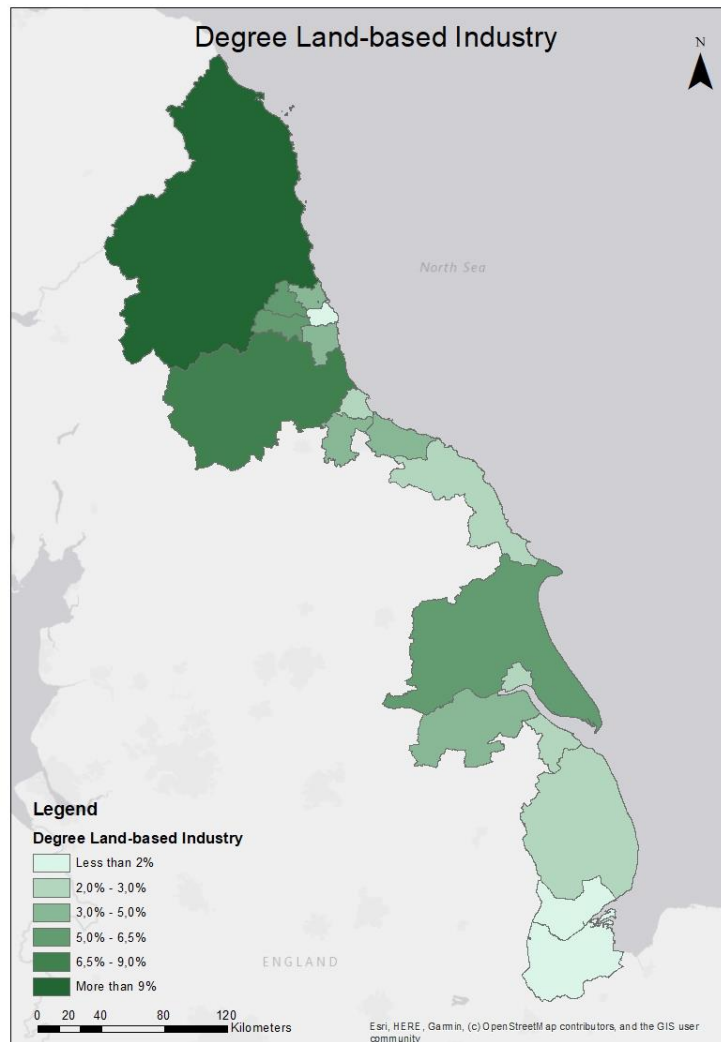 Degree Land-based Industry
N
North Sea
Legend
Degree Land-based Industry
Less than 2%
2,0% - 3,0%
3,0% - 5,0%
5,0% - 6,5%
6,5% - 9,0%
More than 9%
ENGLAND
0 20 40 60 80 120
Kilometers
Esri, HERE, Garmin, (c) OpenStreetMap contributors, and the GIS user
community